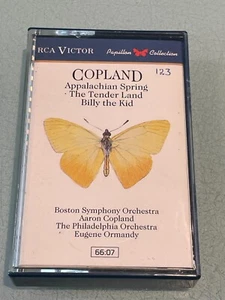 RCA VICTOR Papillon Collection
COPLAND
123
Appalachian Spring
The Tender Land
Billy the Kid
Boston Symphony Orchestra
Aaron Copland
The Philadelphia Orchestra
Eugene Ormandy
66:07